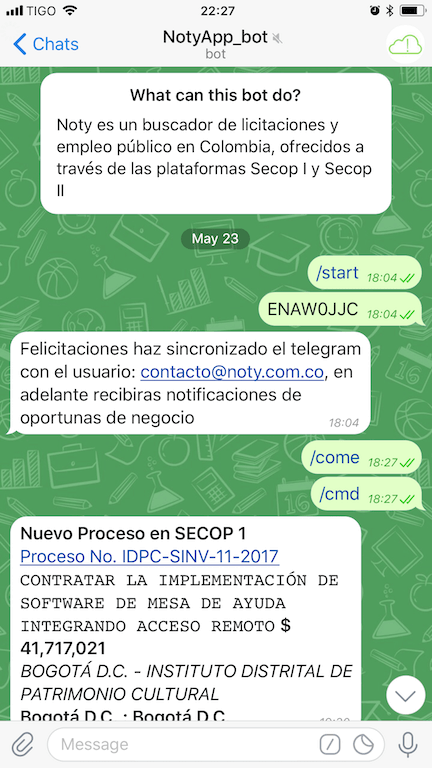 TIGO 22:27
Chats
NotyApp_bot
bot
What can this bot do?
Noty es un buscador de licitaciones y
empleo público en Colombia, ofrecidos a
través de las plataformas Secop I y Secop
II
May 23
/start 18:04
ENAW0JJC 18:04
Felicitaciones haz sincronizado el telegram
con el usuario: contacto@noty.com.co, en
adelante recibiras notificaciones de
oportunas de negocio
18:04
/come 18:27
/cmd 18:27
Nuevo Proceso en SECOP 1
Proceso No. IDPC-SINV-11-2017
CONTRATAR LA IMPLEMENTACIÓN DE
SOFTWARE DE MESA DE AYUDA
INTEGRANDO ACCESO REMOTO $
41,717,021
BOGOTÁ D.C. - INSTITUTO DISTRITAL DE
PATRIMONIO CULTURAL
Bogotá D.C. : Bogotá D.C.
Message